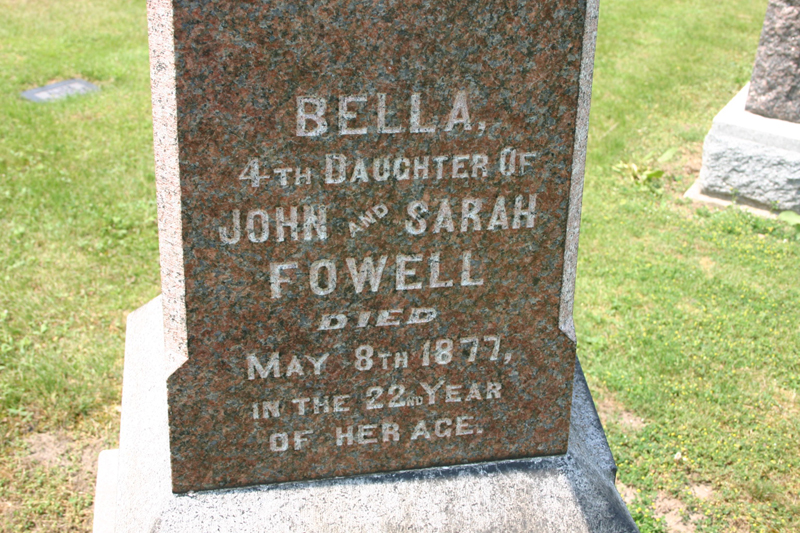 BELLA,
4TH DAUGHTER OF
JOHN AND SARAH
FOWELL
DIED
MAY 8TH 1877,
IN THE 22ND YEAR
OF HER AGE.